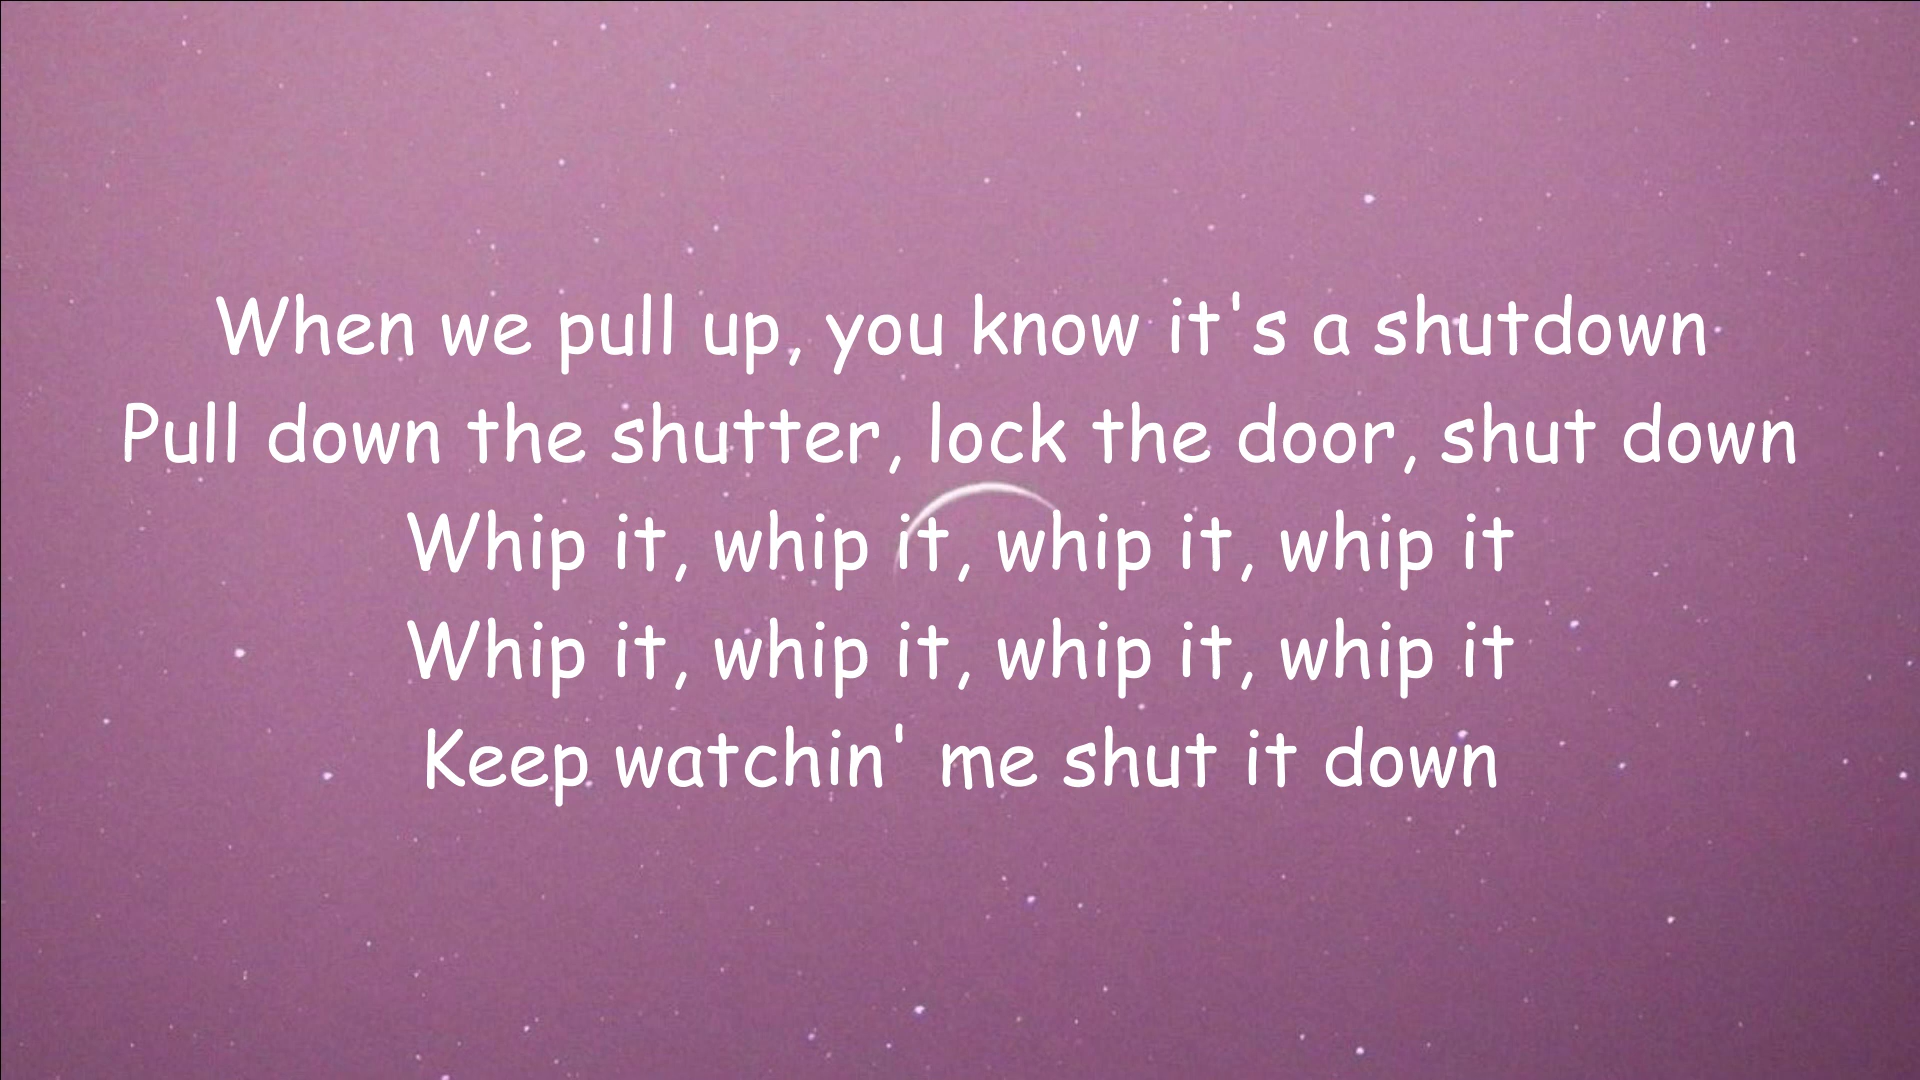 When we pull up, you know it's a shutdown
Pull down the shutter, lock the door, shut down
Whip it, whip it, whip it, whip it
Whip it, whip it, whip it, whip it
Keep watchin' me shut it down